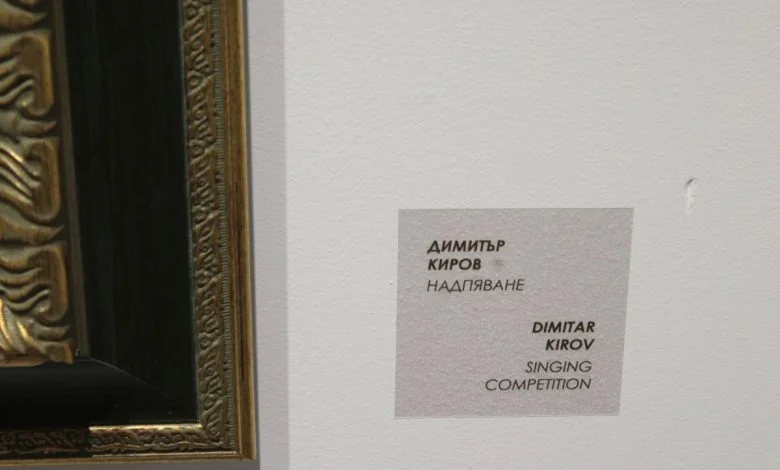 ДИМИТЪР
КИРОВ
НАДПЯВАНЕ
DIMITAR
KIROV
SINGING
COMPETITION